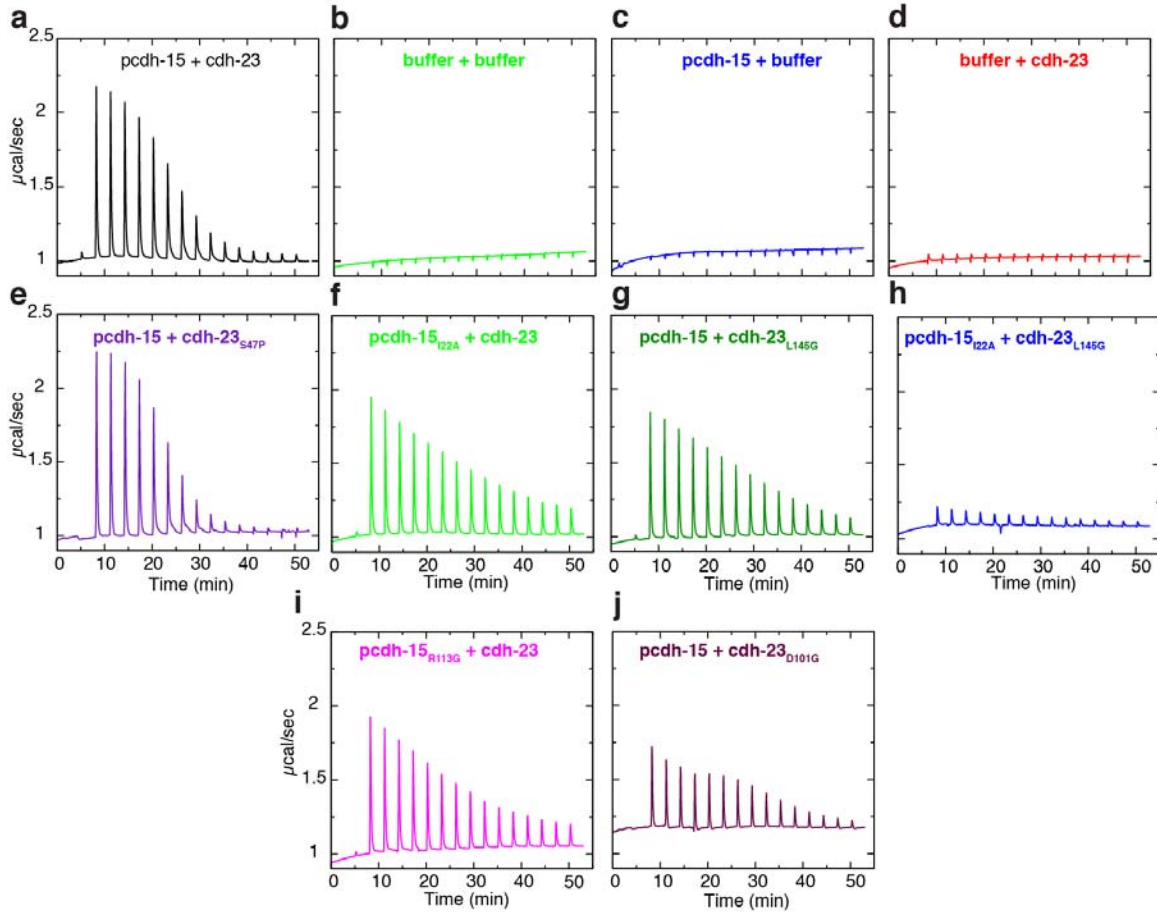 a b c d
2.5
pcdh-15 + cdh-23 buffer + buffer pcdh-15 + buffer buffer + cdh-23
2
µcal/sec
1.5
1
e f g h
2.5
pcdh-15 + cdh-23S47P pcdh-15I22A + cdh-23 pcdh-15 + cdh-23L145G pcdh-15I22A + cdh-23L145G
2
µcal/sec
1.5
1
0 10 20 30 40 50 0 10 20 30 40 50 0 10 20 30 40 50 0 10 20 30 40 50
Time (min) Time (min) Time (min) Time (min)
i j
2.5
pcdh-15R113G + cdh-23 pcdh-15 + cdh-23D101G
2
µcal/sec
1.5
1
0 10 20 30 40 50 0 10 20 30 40 50
Time (min) Time (min)